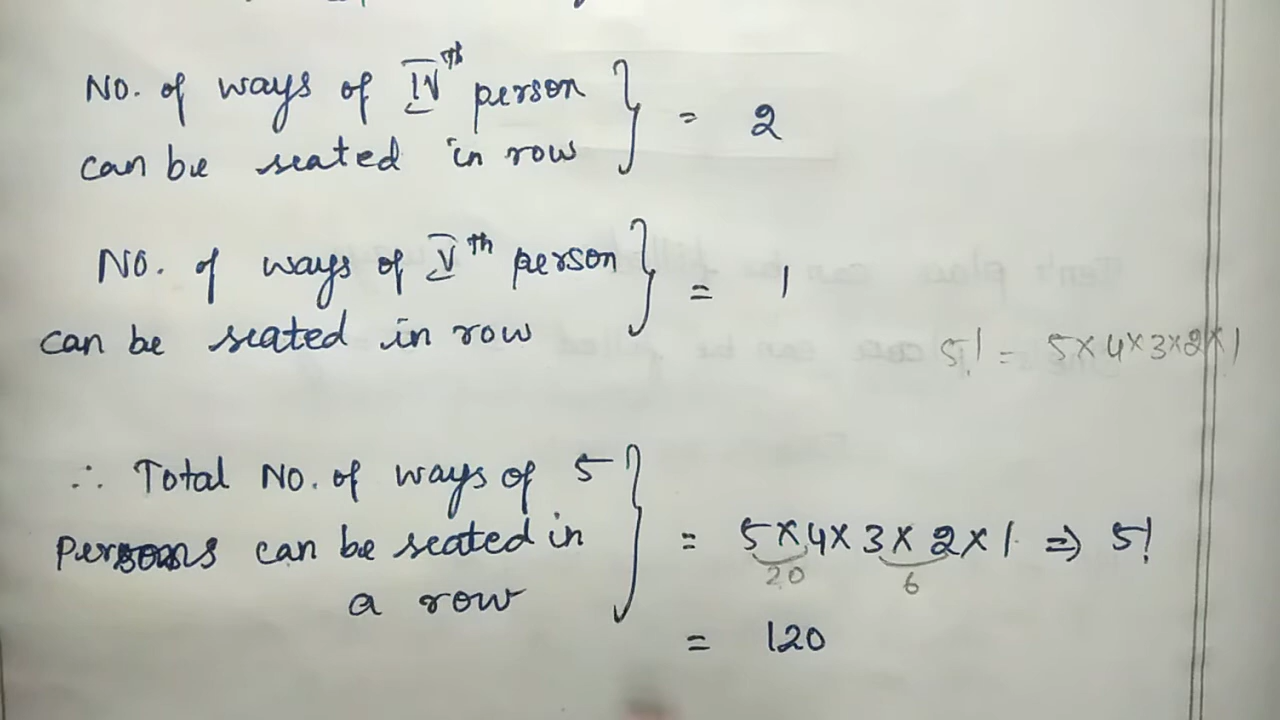 No. of ways of IVth person
can be seated in row } = 2
No. of ways of Vth person
can be seated in row } = 1
5! = 5×4×3×2×1
∴ Total No. of ways of 5
Persons can be seated in
a row } = 5×4×3×2×1 => 5!
20 6
= 120